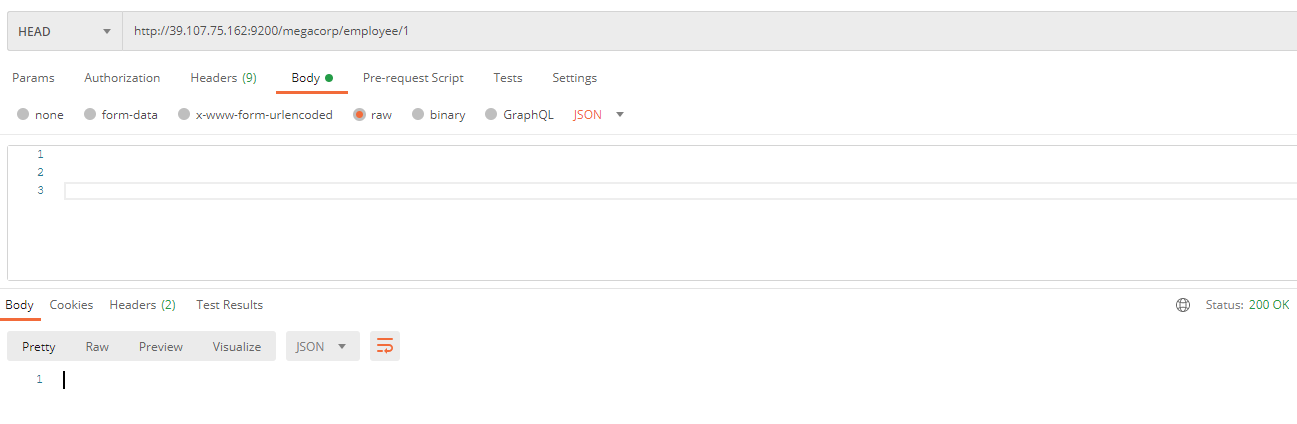 HEAD http://39.107.75.162:9200/megacorp/employee/1
Params Authorization Headers (9) Body Pre-request Script Tests Settings
none form-data x-www-form-urlencoded raw binary GraphQL JSON
1
2
3
Body Cookies Headers (2) Test Results Status: 200 OK
Pretty Raw Preview Visualize JSON
1